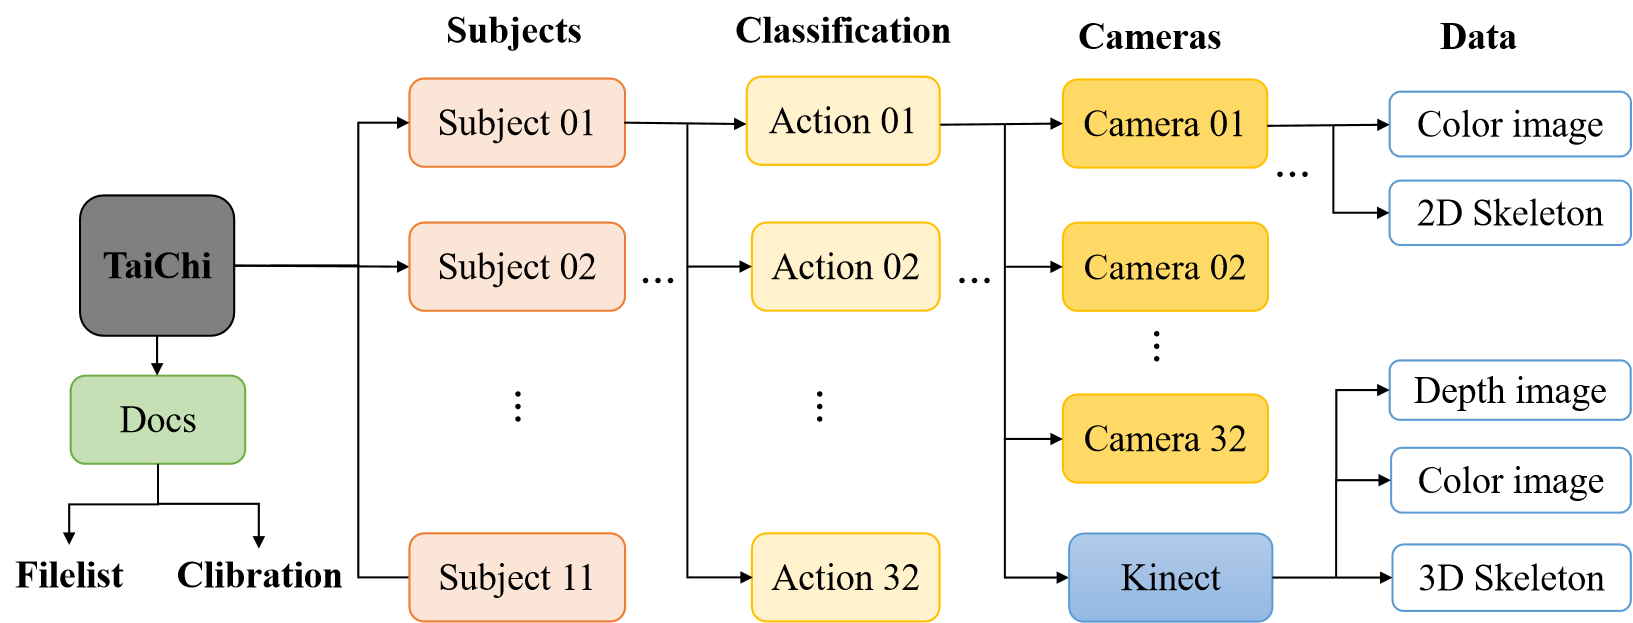 Subjects
Classification
Cameras
Data
Subject 01
Action 01
Camera 01
Color image
2D Skeleton
...
TaiChi
Subject 02
...
Action 02
...
Camera 02
...
Docs
...
...
Camera 32
Depth image
Color image
Filelist
Clibration
Subject 11
Action 32
Kinect
3D Skeleton